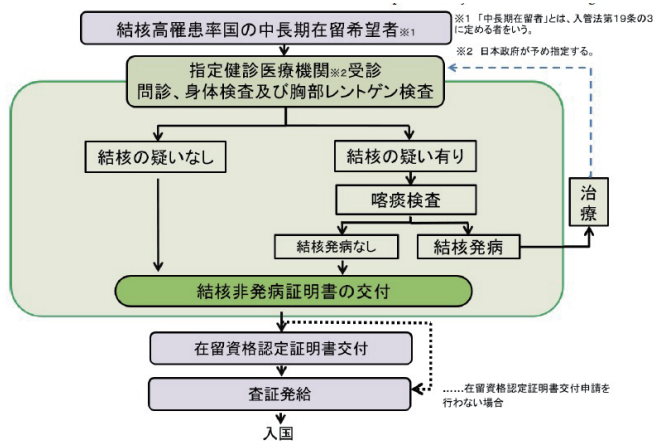 結核高罹患率国の中長期在留希望者※1
※1 「中長期在留者」とは、入管法第19条の3
に定める者をいう。
※2 日本政府が予め指定する。
指定健診医療機関※2受診
問診、身体検査及び胸部レントゲン検査
結核の疑いなし
結核の疑い有り
喀痰検査
治療
結核発病なし
結核発病
結核非発病証明書の交付
在留資格認定証明書交付
査証発給
......在留資格認定証明書交付申請を
行わない場合
入国